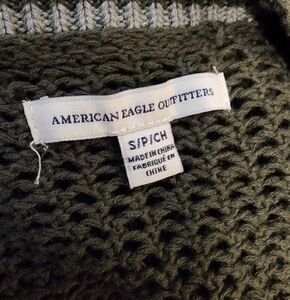 AMERICAN EAGLE OUTFITTERS
S/P/CH
MADE IN CHINA
FABRIQUÉ EN
CHINE